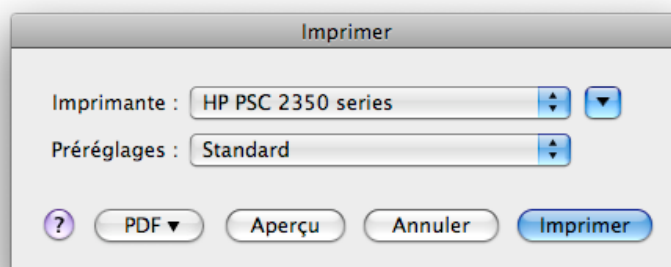 Imprimer
Imprimante : HP PSC 2350 series
Préréglages : Standard
? PDF ▼ Aperçu Annuler Imprimer